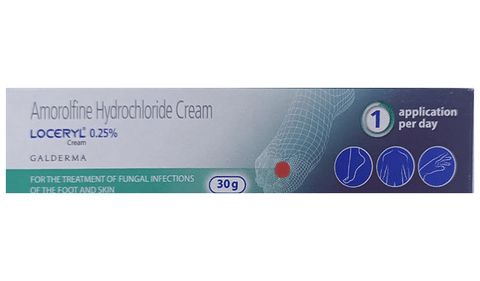 Amorolfine Hydrochloride Cream
LOCERYL® 0.25%
Cream
GALDERMA
FOR THE TREATMENT OF FUNGAL INFECTIONS
OF THE FOOT AND SKIN
30 g
1 application
per day